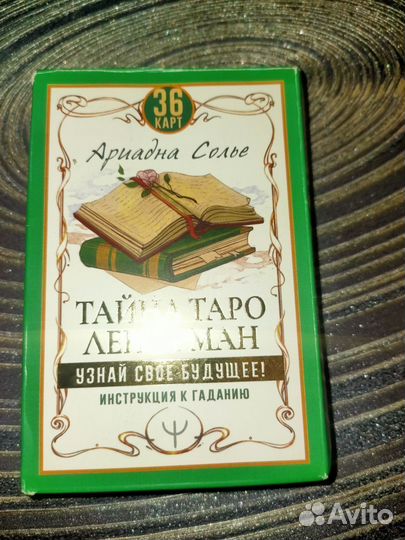 36
КАРТ
Ариадна Солье
ТАРО
УЗНАЙ СВОЕ БУДУЩЕЕ!
ИНСТРУКЦИЯ К ГАДАНИЮ
Avito